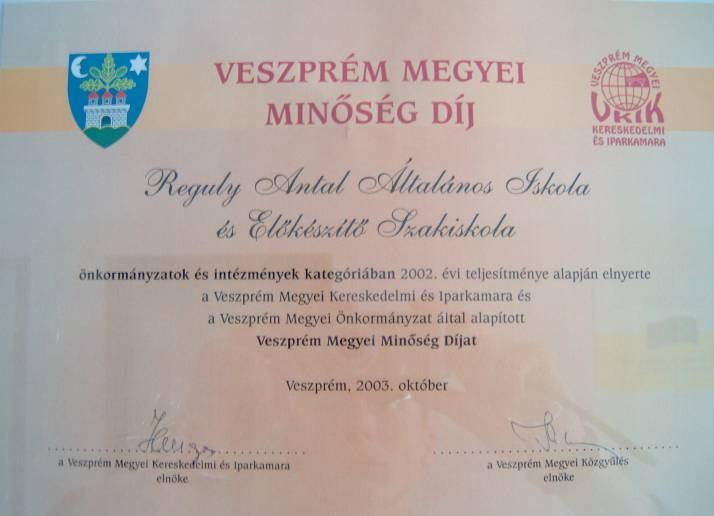 VESZPRÉM MEGYEI
MINŐSÉG DÍJ
VESZPRÉM MEGYEI
VKIK
KERESKEDELMI
ÉS IPARKAMARA
Reguly Antal Általános Iskola
és Előkészítő Szakiskola
önkormányzatok és intézmények kategóriában 2002. évi teljesítménye alapján elnyerte
a Veszprém Megyei Kereskedelmi és Iparkamara és
a Veszprém Megyei Önkormányzat által alapított
Veszprém Megyei Minőség Díjat
Veszprém, 2003. október
a Veszprém Megyei Kereskedelmi és Iparkamara
elnöke
a Veszprém Megyei Közgyűlés
elnöke